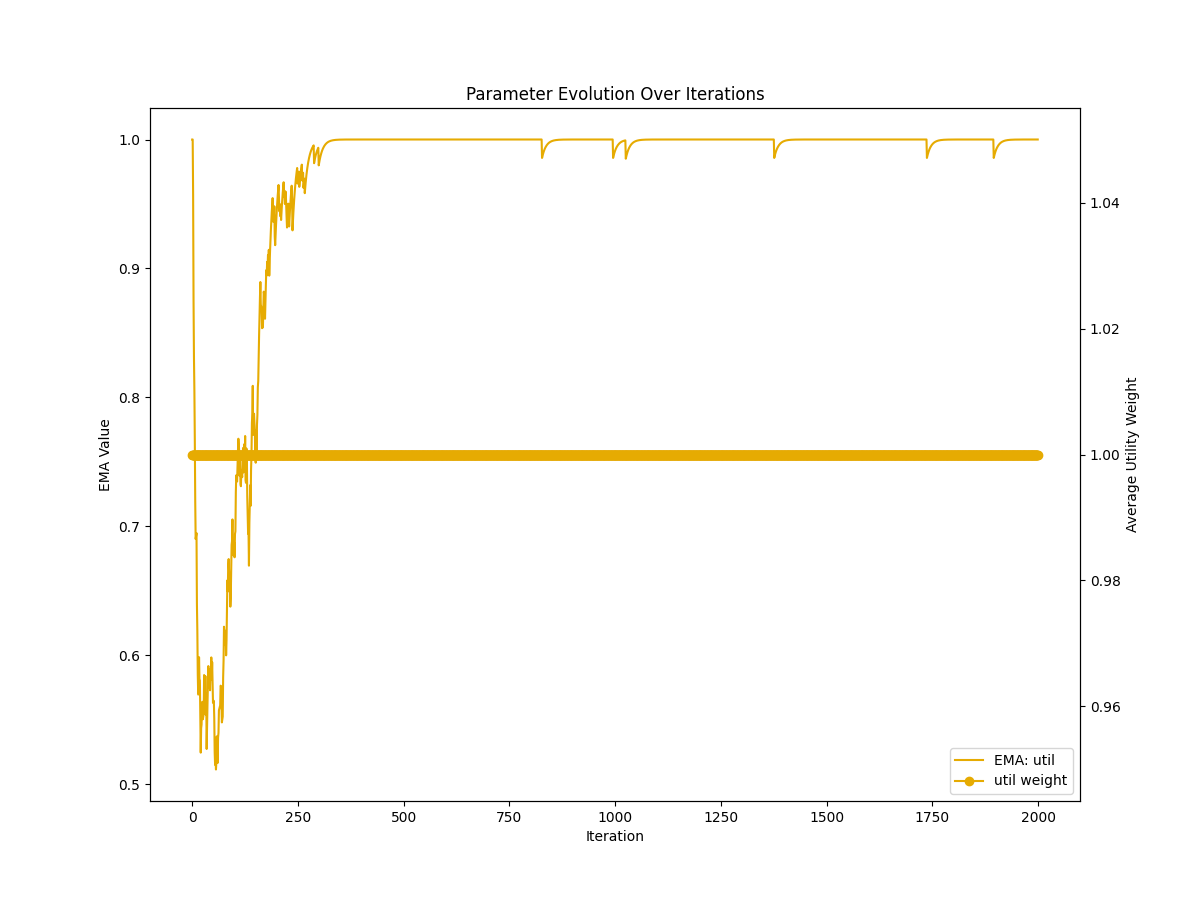 Parameter Evolution Over Iterations
1.0
0.9
0.8
0.7
0.6
0.5
EMA Value
1.04
1.02
1.00
0.98
0.96
Average Utility Weight
EMA: util
util weight
0 250 500 750 1000 1250 1500 1750 2000
Iteration